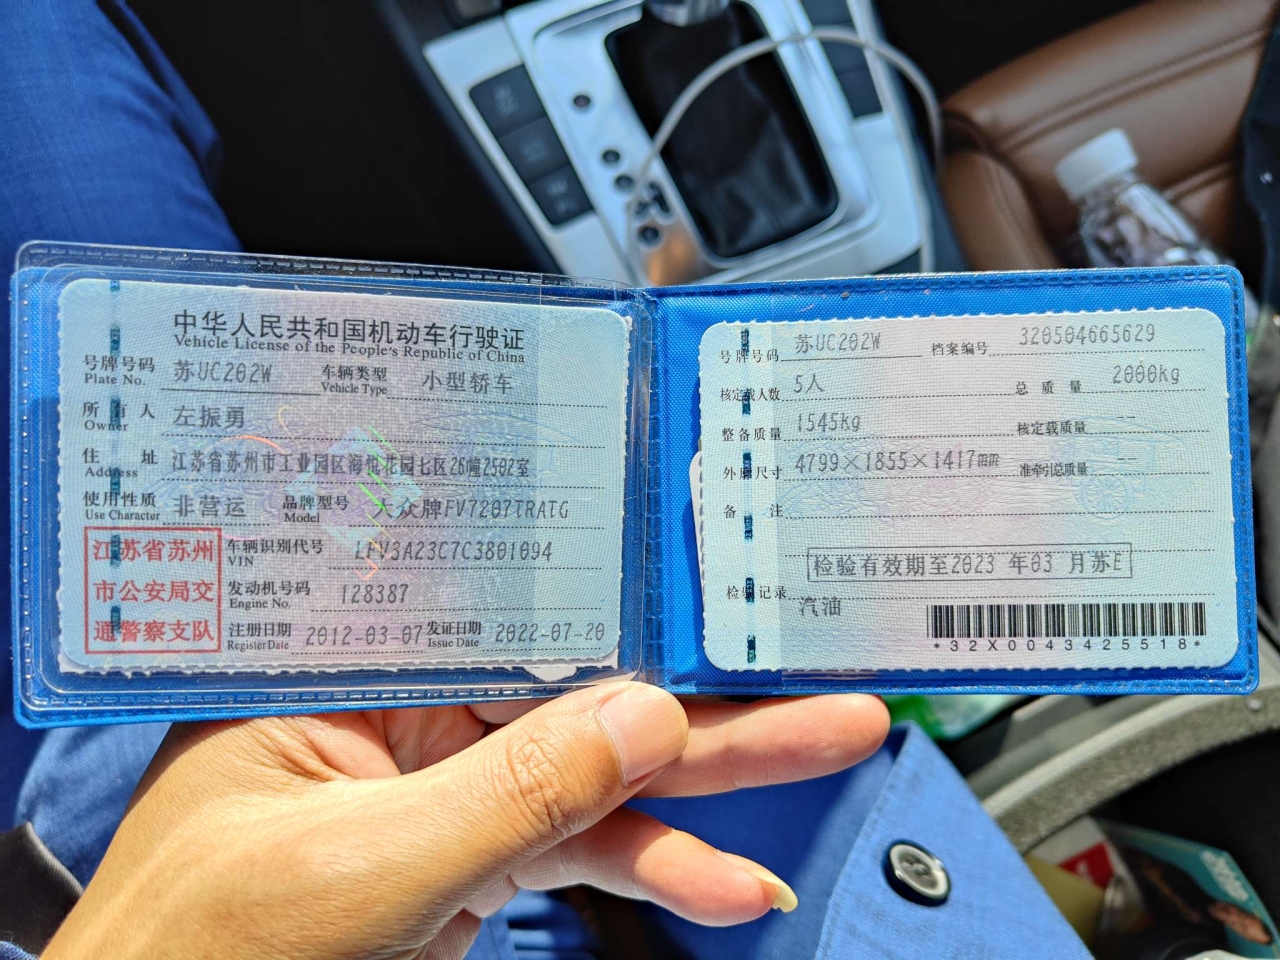 中华人民共和国机动车行驶证
Vehicle License of the People's Republic of China
号牌号码 苏UC202W 车辆类型 小型轿车
Plate No. Vehicle Type
所有人 左振勇
Owner
住址 江苏省苏州市工业园区海悦花园七区26幢2502室
Address
使用性质 非营运 品牌型号 大众牌FV7207TRATG
Use Character Model
江苏省苏州
市公安局交
通警察支队
车辆识别代号 LFV3A23C7C3801094
VIN
发动机号码 128387
Engine No.
注册日期 2012-03-07 发证日期 2022-07-20
Register Date Issue Date
号牌号码 苏UC202W 档案编号 320504665629
核定载人数 5人 总质量 2000kg
整备质量 1545kg 核定载质量 --
外廓尺寸 4799×1855×1417mm 准牵引总质量 --
备注
检验有效期至2023 年03 月苏E
检验记录
汽油
*32X0043425518*